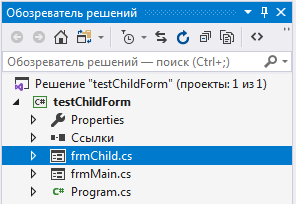 Обозреватель решений
Обозреватель решений — поиск (Ctrl+;)
Решение "testChildForm" (проекты: 1 из 1)
C# testChildForm
Properties
Ссылки
frmChild.cs
frmMain.cs
C# Program.cs